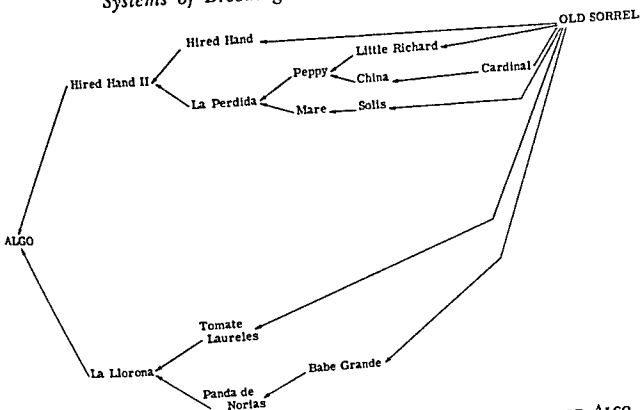 Systems of Breeding
OLD SORREL
Hired Hand
Little Richard
Peppy
China
Cardinal
Hired Hand II
La Perdida
Mare
Solis
ALGO
Tomate
Laureles
La Llorona
Babe Grande
Panda de
Norias
ALGO